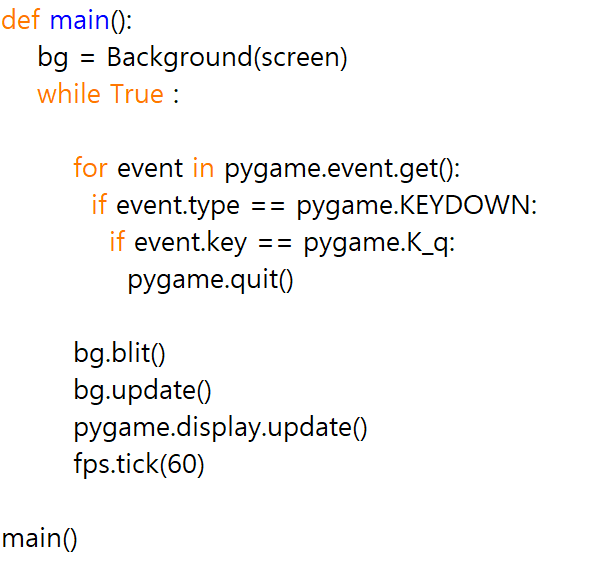 def main():
    bg = Background(screen)
    while True :

        for event in pygame.event.get():
          if event.type == pygame.KEYDOWN:
            if event.key == pygame.K_q:
              pygame.quit()

        bg.blit()
        bg.update()
        pygame.display.update()
        fps.tick(60)

main()